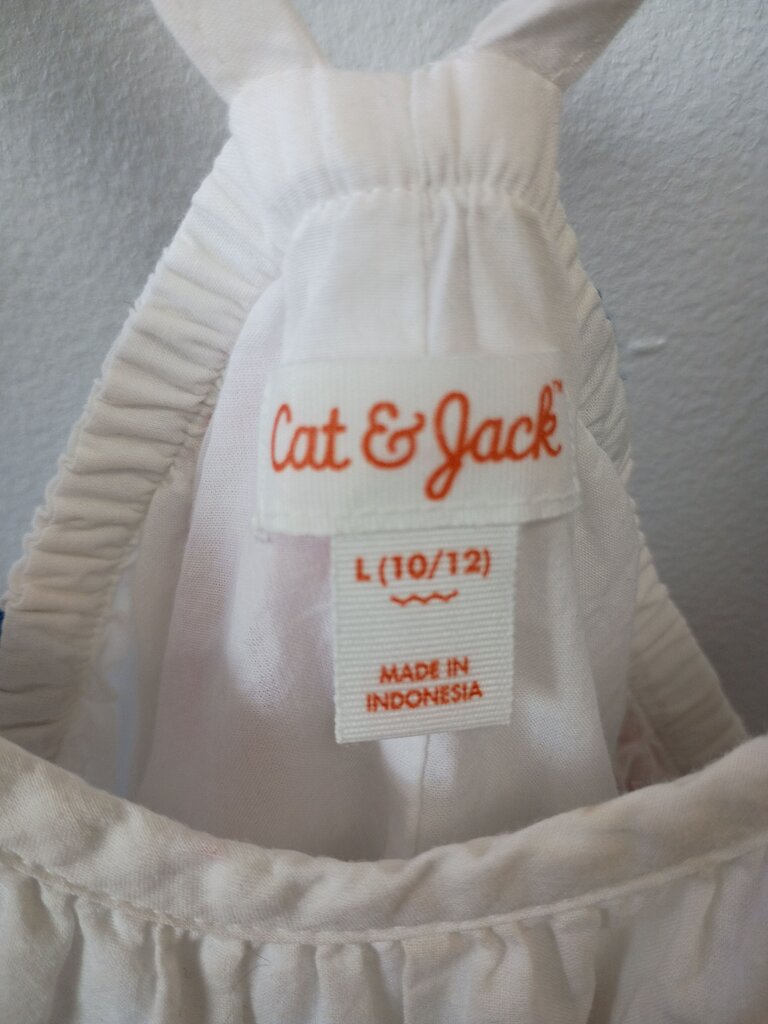 Cat & Jack™
L (10/12)
MADE IN
INDONESIA